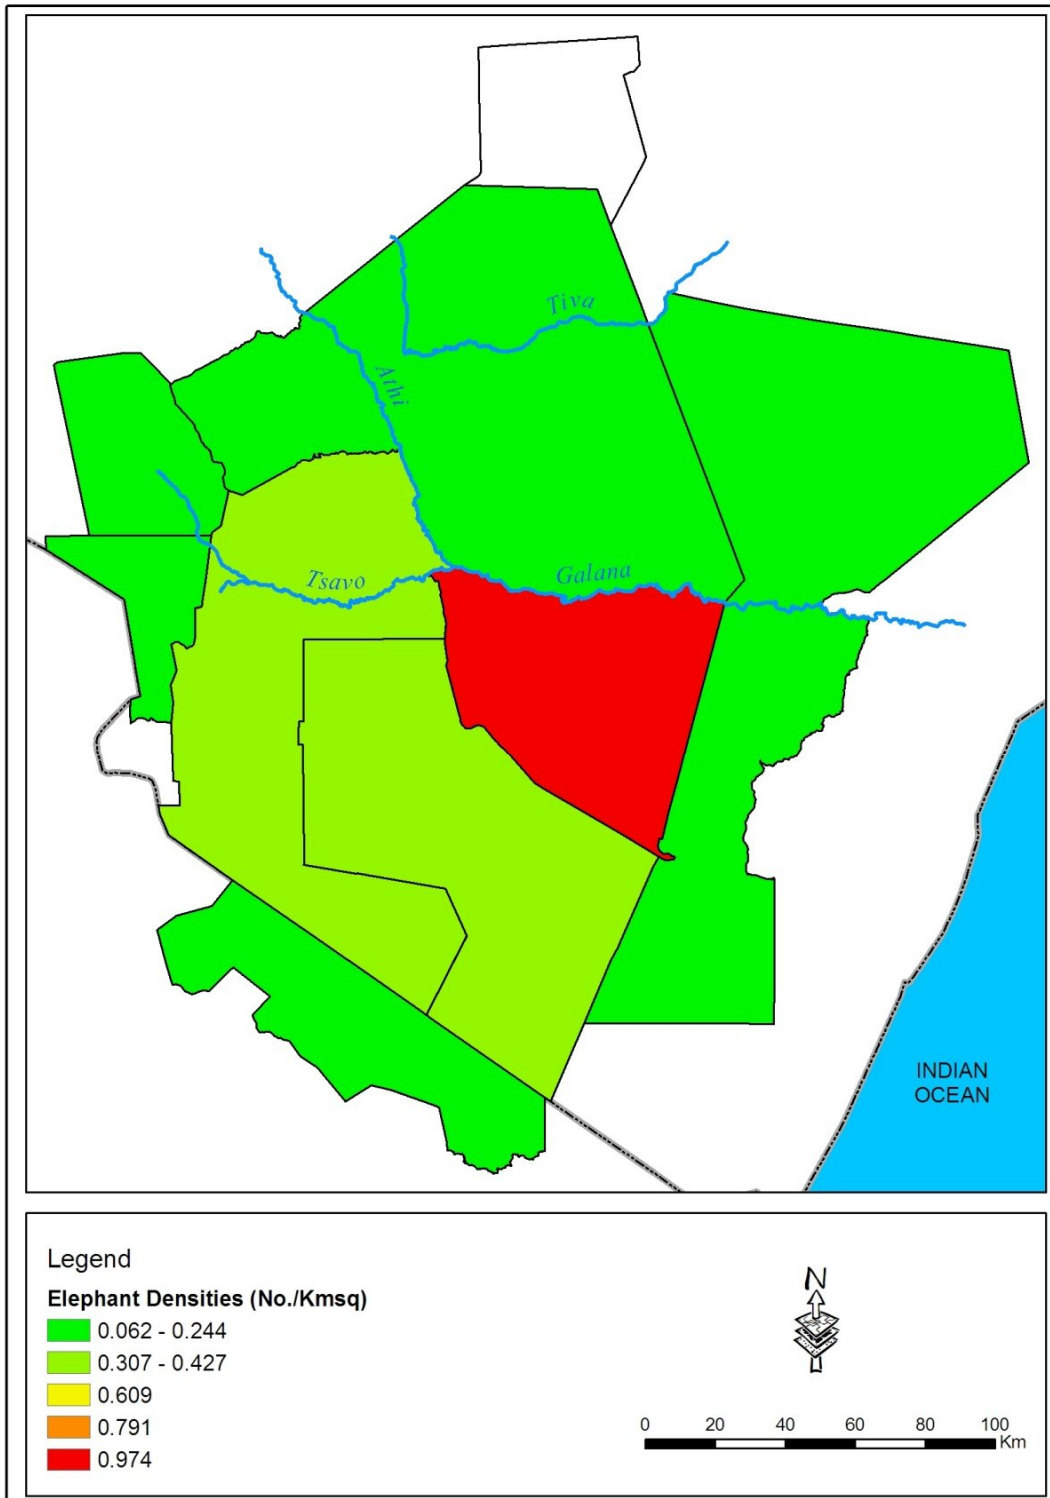 Tiva
Athi
Tsavo
Galana
INDIAN
OCEAN
Legend
Elephant Densities (No./Kmsq)
0.062 - 0.244
0.307 - 0.427
0.609
0.791
0.974
N
0 20 40 60 80 100
Km